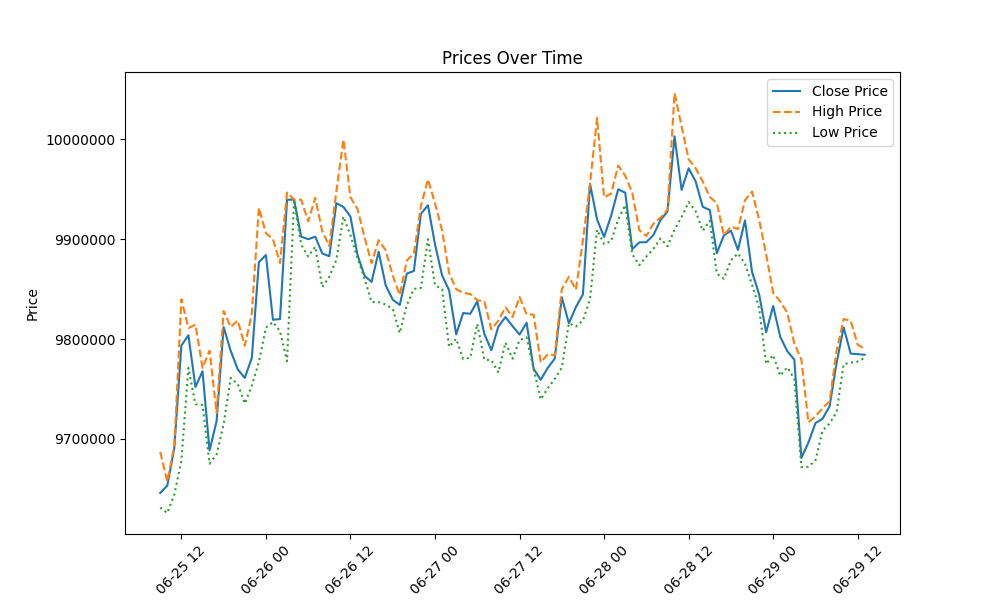 Prices Over Time
Close Price
High Price
Low Price
Price
10000000
9900000
9800000
9700000
06-25 12
06-26 00
06-26 12
06-27 00
06-27 12
06-28 00
06-28 12
06-29 00
06-29 12